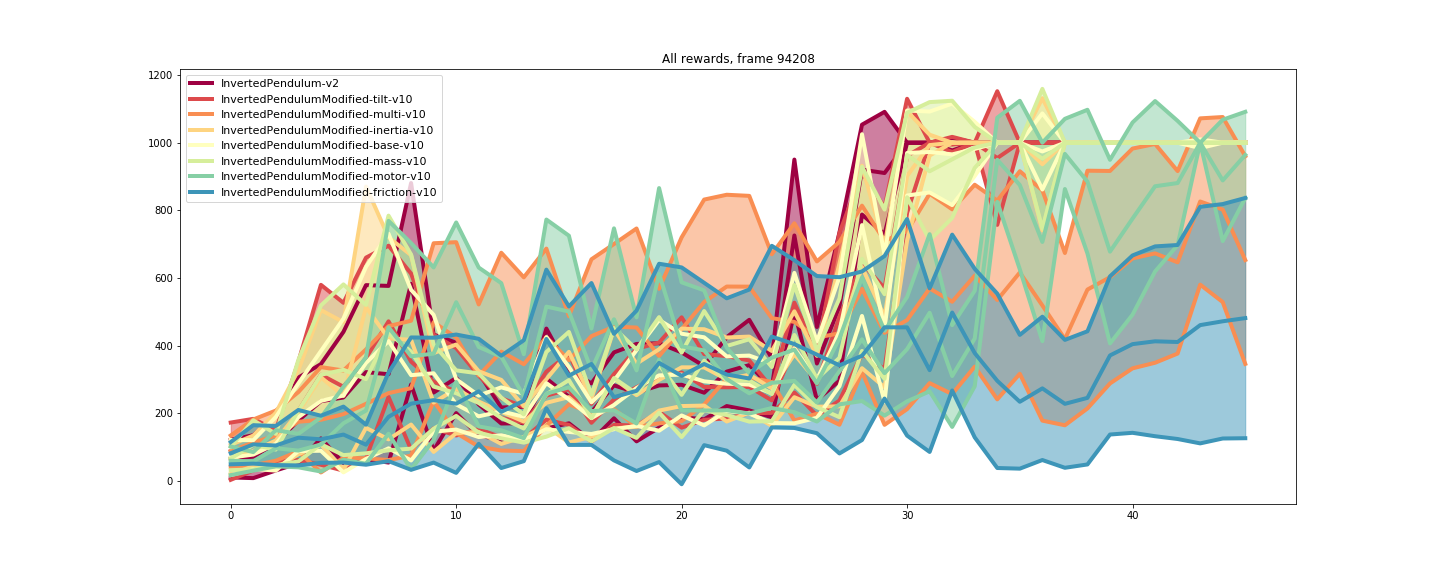 All rewards, frame 94208
1200
1000
800
600
400
200
0
InvertedPendulum-v2
InvertedPendulumModified-tilt-v10
InvertedPendulumModified-multi-v10
InvertedPendulumModified-inertia-v10
InvertedPendulumModified-base-v10
InvertedPendulumModified-mass-v10
InvertedPendulumModified-motor-v10
InvertedPendulumModified-friction-v10
0 10 20 30 40